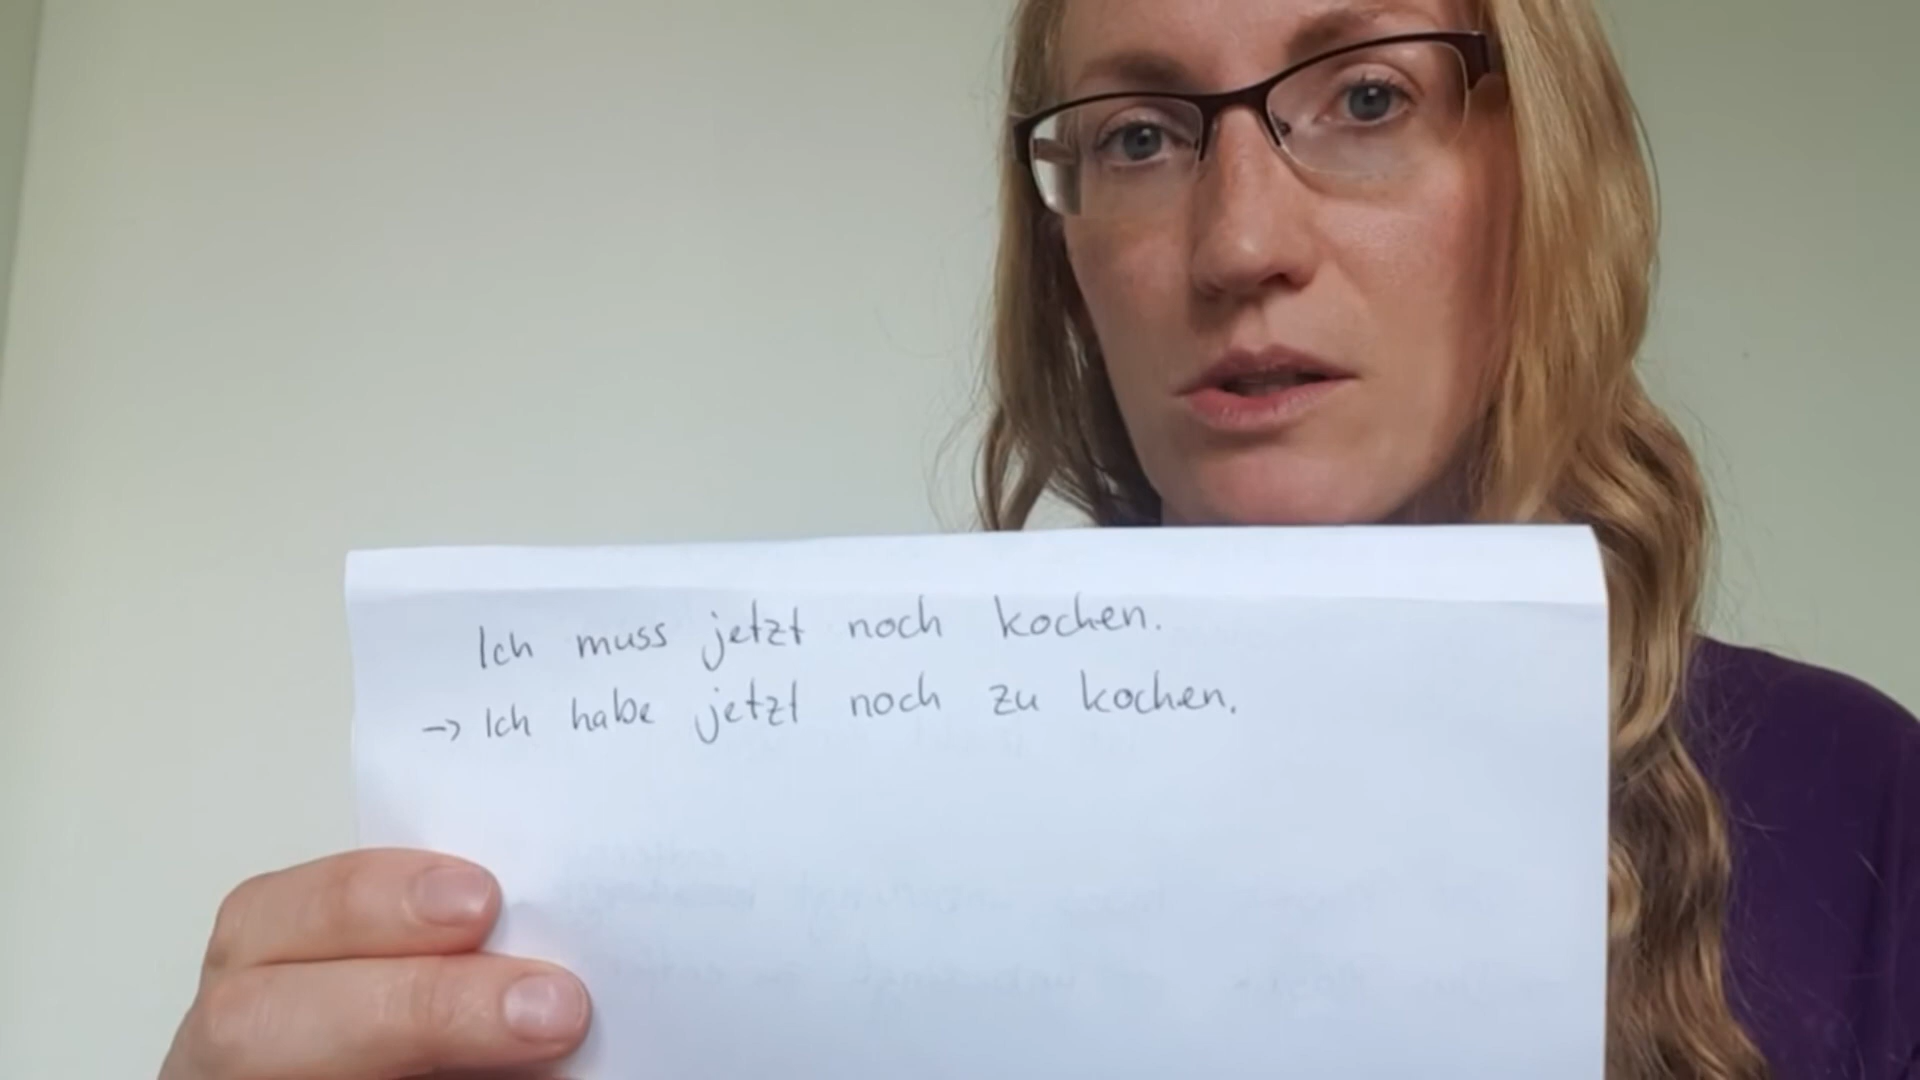 Ich muss jetzt noch kochen.
→ Ich habe jetzt noch zu kochen.